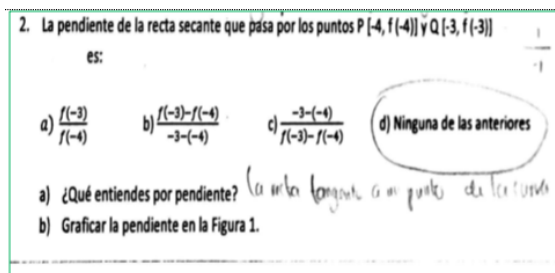 2. La pendiente de la recta secante que pasa por los puntos P [-4, f (-4)] y Q [-3, f (-3)]
es:
1
-1
a) f(−3)/f(−4) b) f(−3)−f(−4)/−3−(−4) c) −3−(−4)/f(−3)−f(−4) d) Ninguna de las anteriores
a) ¿Qué entiendes por pendiente? La recta tangente a un punto de la curva
b) Graficar la pendiente en la Figura 1.